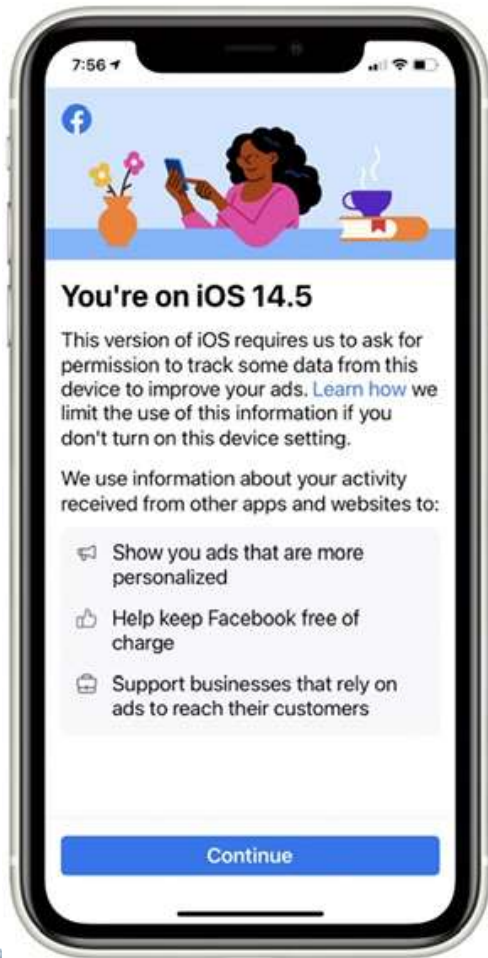 7:56
You're on iOS 14.5
This version of iOS requires us to ask for
permission to track some data from this
device to improve your ads. Learn how we
limit the use of this information if you
don't turn on this device setting.
We use information about your activity
received from other apps and websites to:
Show you ads that are more
personalized
Help keep Facebook free of
charge
Support businesses that rely on
ads to reach their customers
Continue